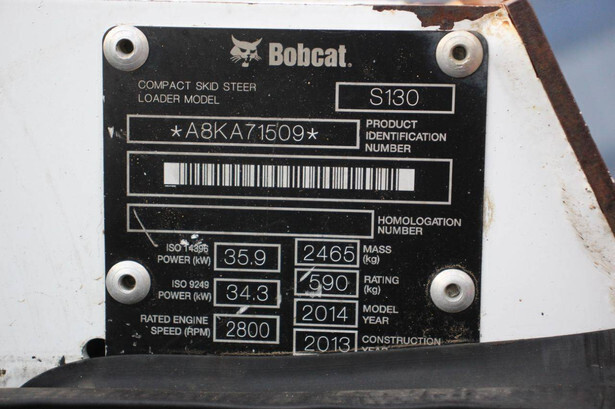 Bobcat.
COMPACT SKID STEER
LOADER MODEL
S130
*A8KA71509*
PRODUCT
IDENTIFICATION
NUMBER
HOMOLOGATION
NUMBER
ISO 14396
POWER (kW)
35.9
2465
MASS
(kg)
ISO 9249
POWER (kW)
34.3
590
RATING
(kg)
RATED ENGINE
SPEED (RPM)
2800
2014
MODEL
YEAR
2013
CONSTRUCTION
YEAR